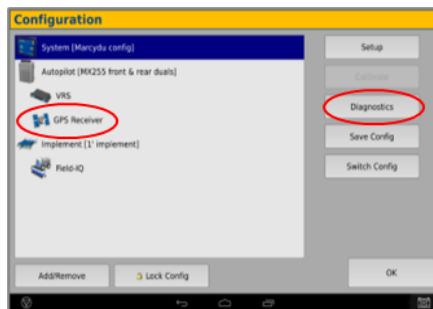 Configuration
System [Marcydu config]
Setup
Autopilot [MX255 front & rear duals]
Calibrate
VRS
Diagnostics
GPS Receiver
Implement [1' implement]
Save Config
Field-IQ
Switch Config
Add/Remove
Lock Config
OK